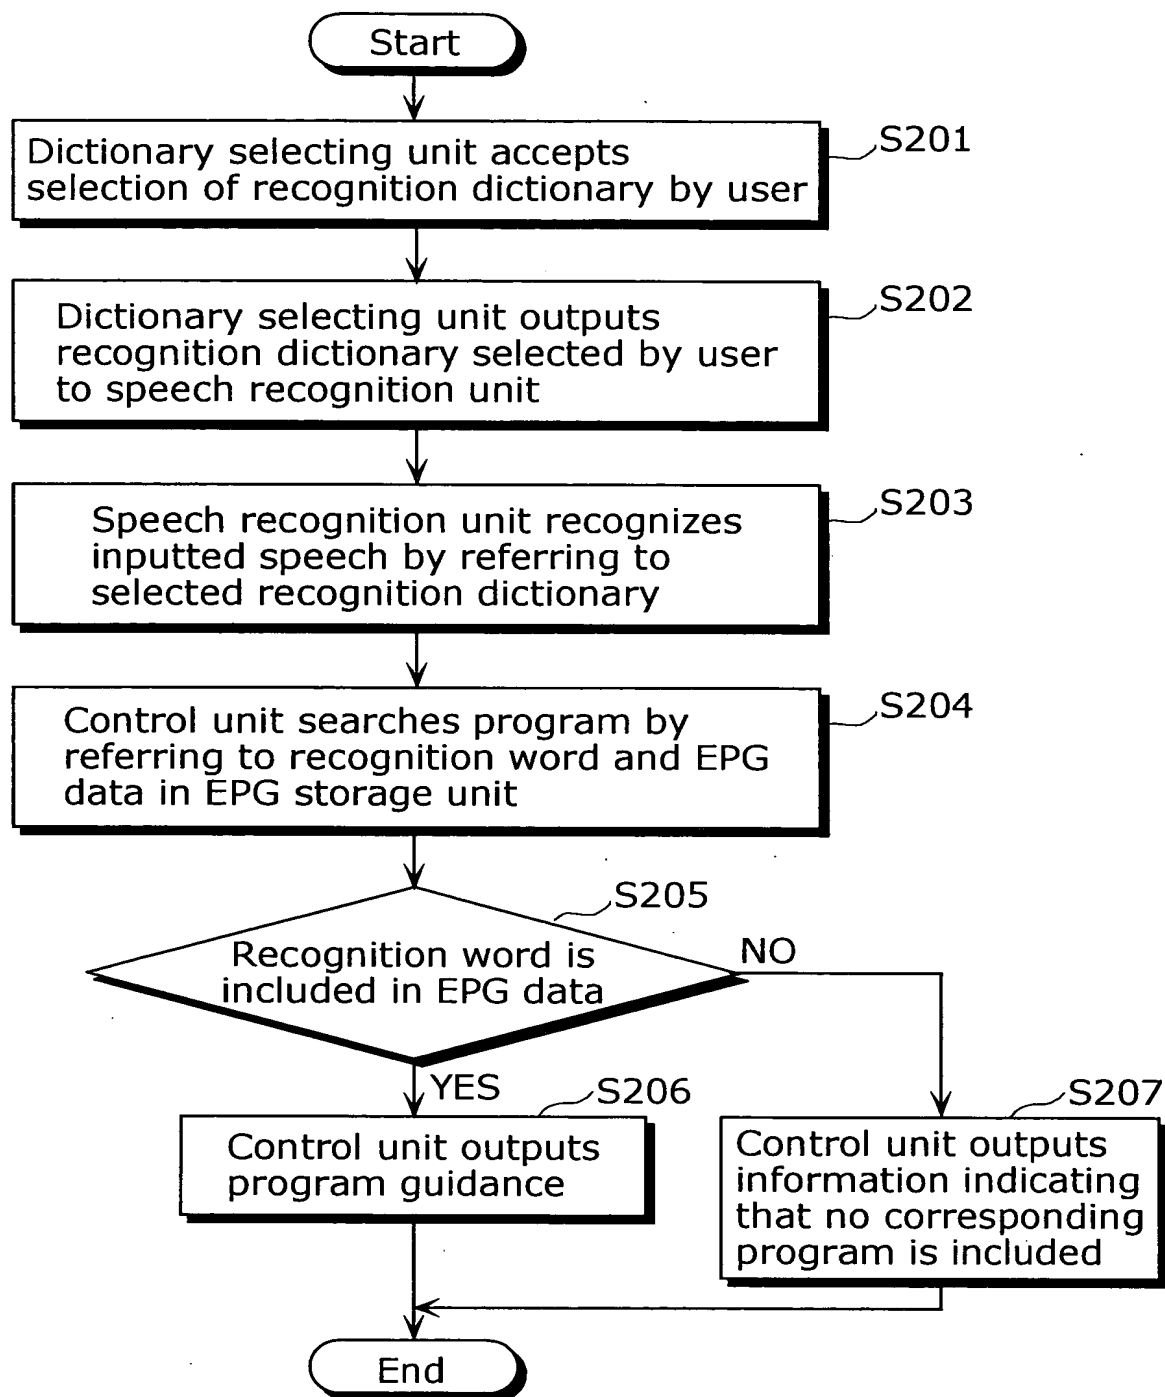 Start
S201
Dictionary selecting unit accepts
selection of recognition dictionary by user
S202
Dictionary selecting unit outputs
recognition dictionary selected by user
to speech recognition unit
S203
Speech recognition unit recognizes
inputted speech by referring to
selected recognition dictionary
S204
Control unit searches program by
referring to recognition word and EPG
data in EPG storage unit
S205
Recognition word is
included in EPG data
NO
YES
S206
Control unit outputs
program guidance
S207
Control unit outputs
information indicating
that no corresponding
program is included
End